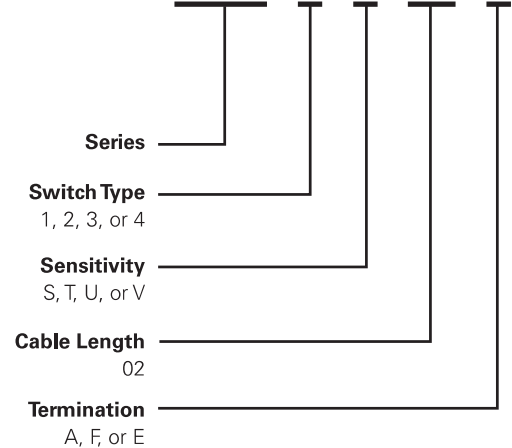 Series
Switch Type
1, 2, 3, or 4
Sensitivity
S, T, U, or V
Cable Length
02
Termination
A, F, or E